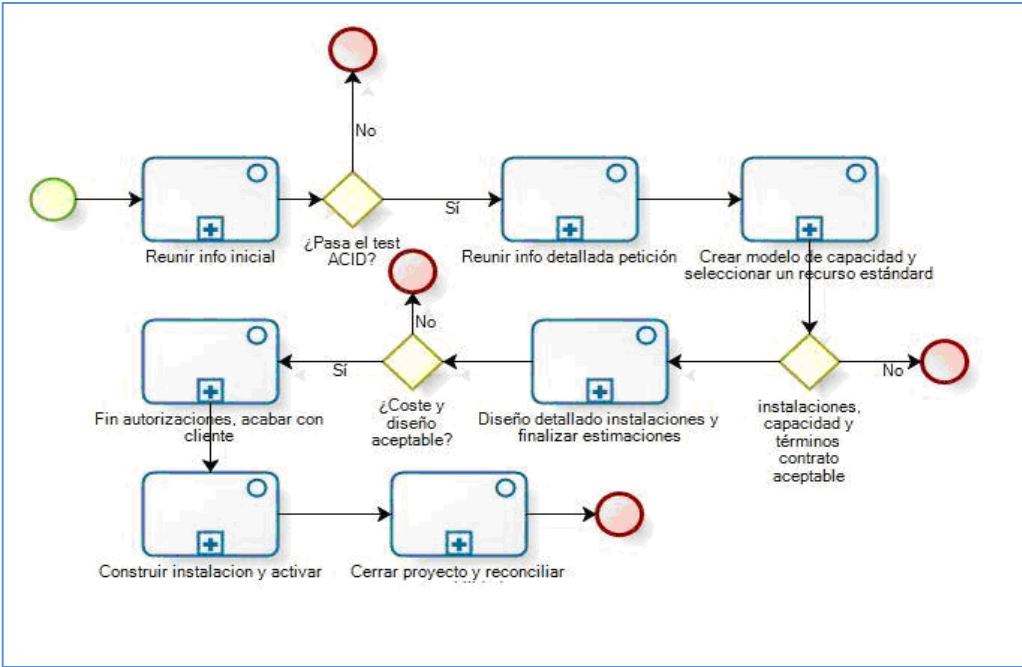 No
Sí
Reunir info inicial
¿Pasa el test
ACID?
Reunir info detallada petición
Crear modelo de capacidad y
seleccionar un recurso estándard
No
Sí
No
Fin autorizaciones, acabar con
cliente
¿Coste y
diseño
aceptable?
Diseño detallado instalaciones y
finalizar estimaciones
instalaciones,
capacidad y
términos
contrato
aceptable
Construir instalacion y activar
Cerrar proyecto y reconciliar